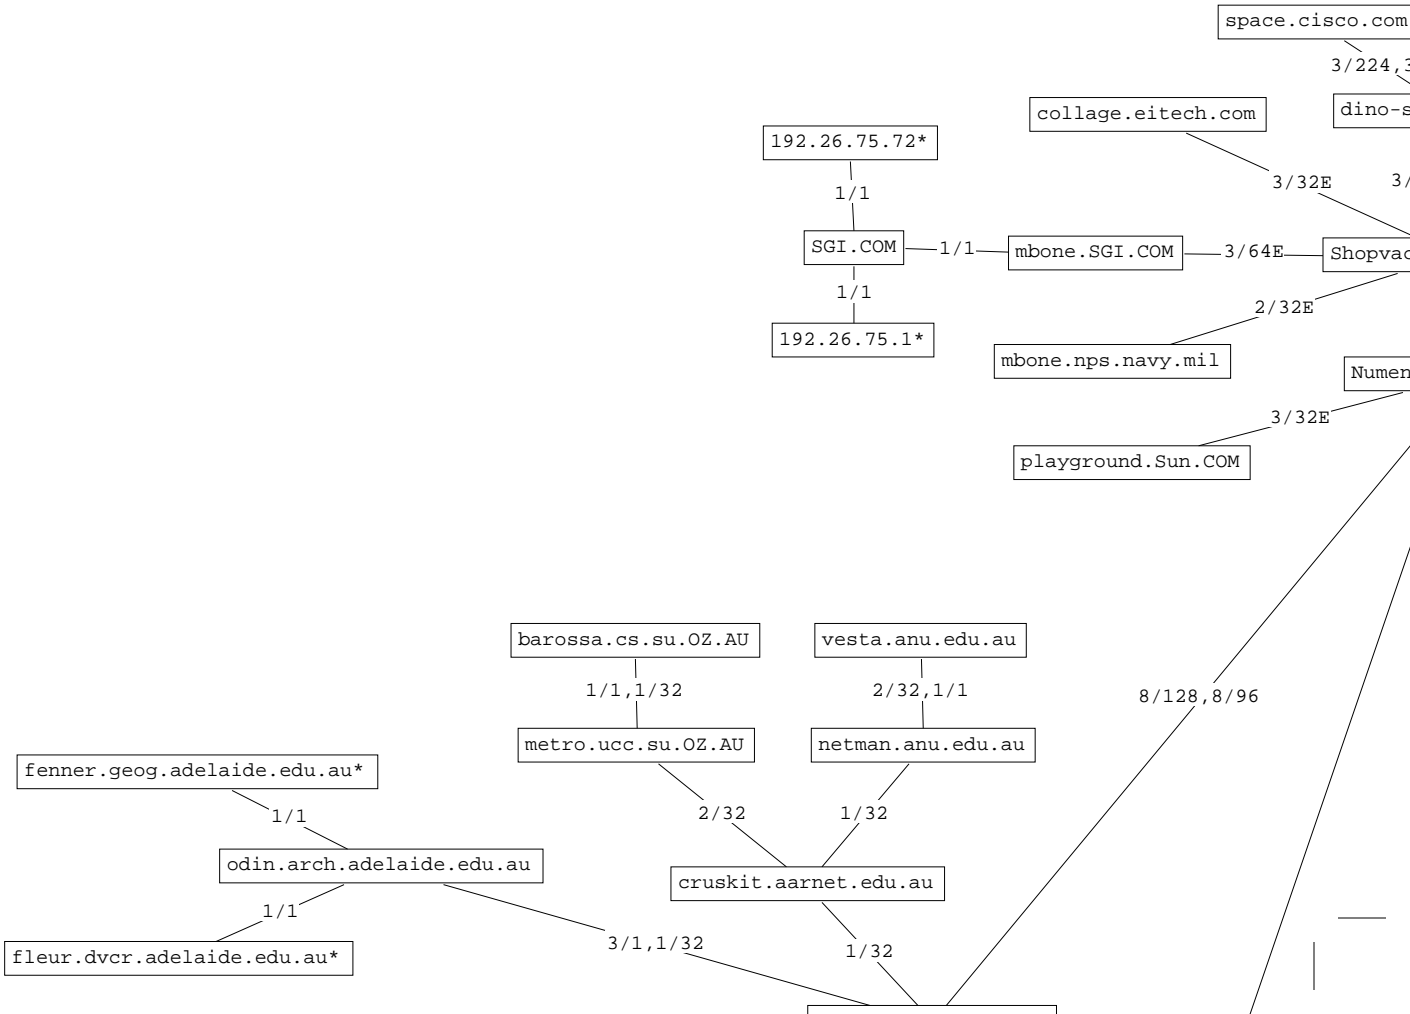 space.cisco.com
3/224,3
collage.eitech.com
dino-s
192.26.75.72*
3/32E
3/
1/1
SGI.COM
1/1
mbone.SGI.COM
3/64E
Shopvac
1/1
2/32E
192.26.75.1*
mbone.nps.navy.mil
Numen
3/32E
playground.Sun.COM
barossa.cs.su.OZ.AU
vesta.anu.edu.au
1/1,1/32
2/32,1/1
8/128,8/96
metro.ucc.su.OZ.AU
netman.anu.edu.au
fenner.geog.adelaide.edu.au*
1/1
2/32
1/32
odin.arch.adelaide.edu.au
cruskit.aarnet.edu.au
1/1
3/1,1/32
1/32
fleur.dvcr.adelaide.edu.au*